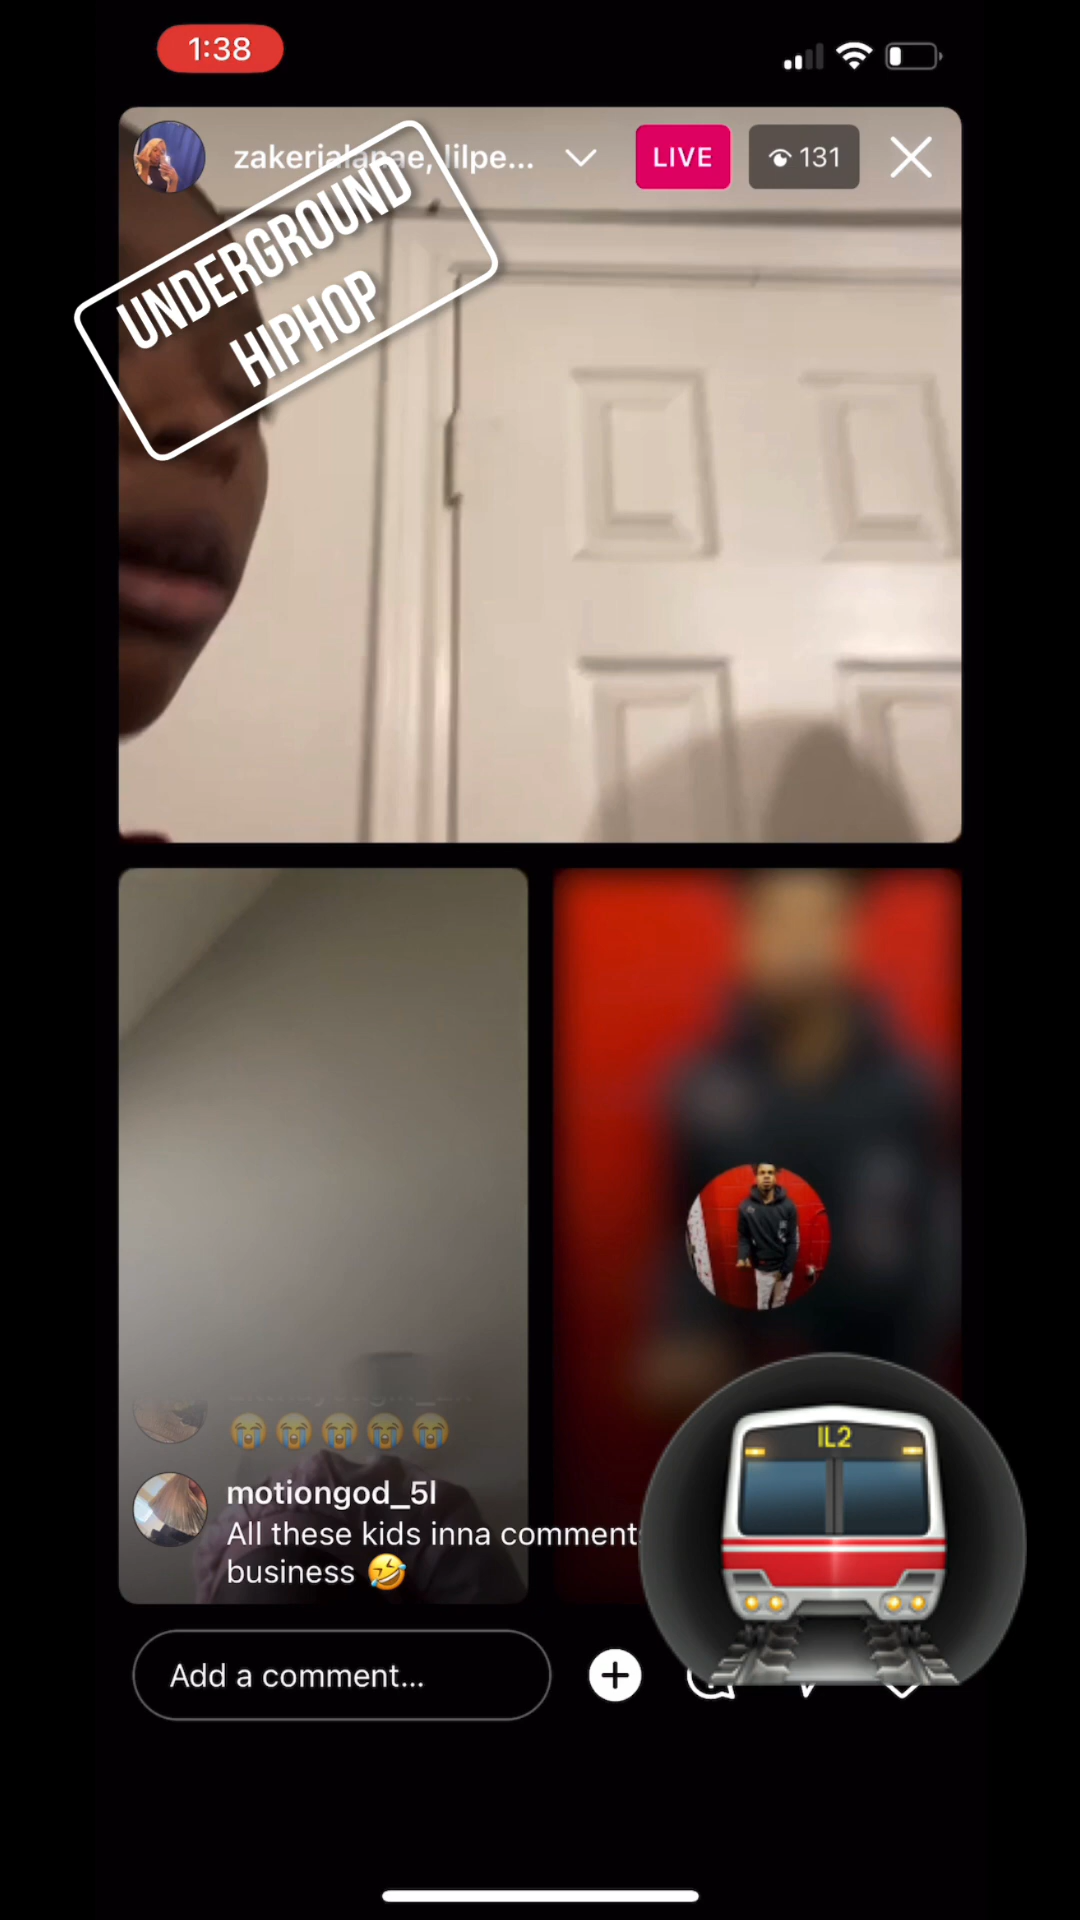 1:38
zakerialanae, lilpe...
LIVE
131
UNDERGROUND
HIPHOP
😭😭😭😭😭
motiongod_5l
All these kids inna comment
business 🤣
IL2
Add a comment...